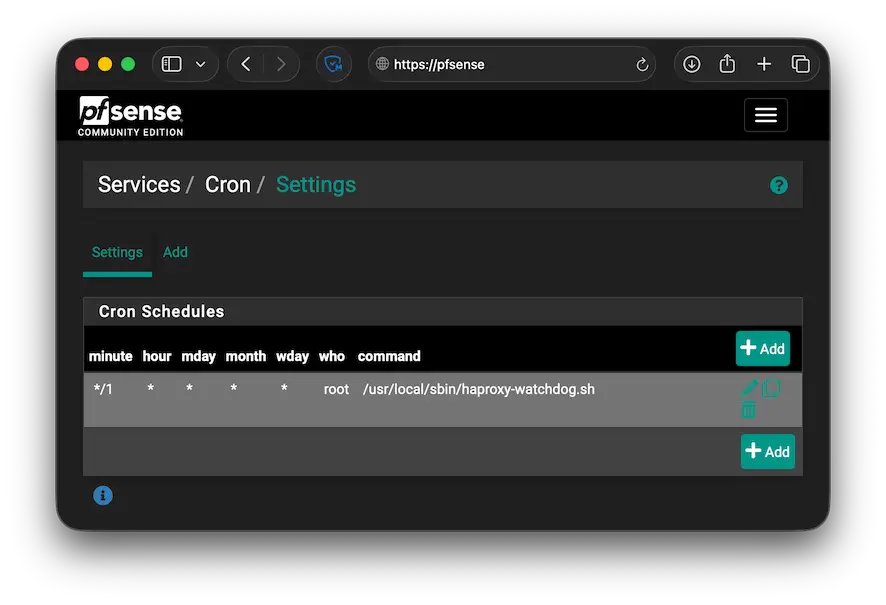 https://pfsense
pfsense
COMMUNITY EDITION
Services / Cron / Settings
Settings Add
Cron Schedules
minute hour mday month wday who command Add
*/1 * * * * root /usr/local/sbin/haproxy-watchdog.sh
Add